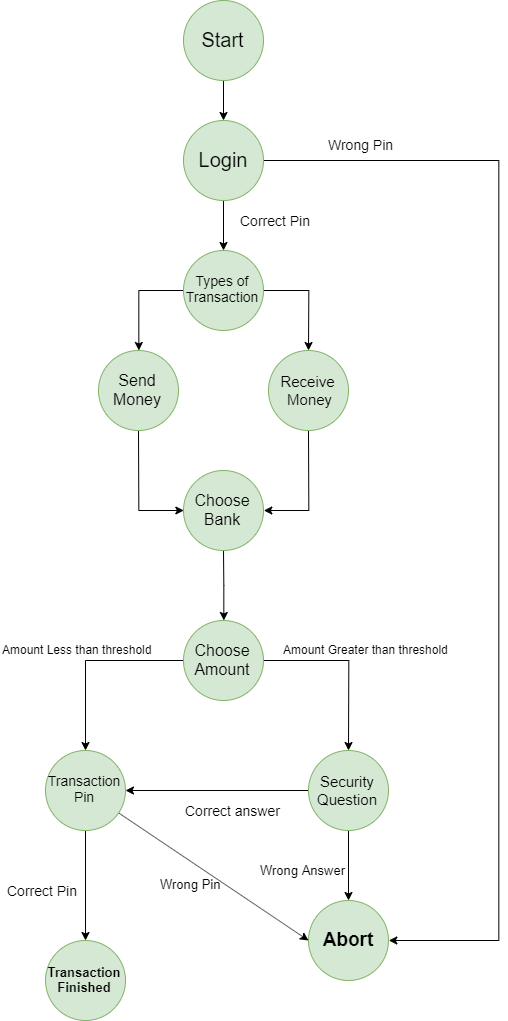 Start
Login
Wrong Pin
Correct Pin
Types of
Transaction
Send
Money
Receive
Money
Choose
Bank
Amount Less than threshold
Choose
Amount
Amount Greater than threshold
Transaction
Pin
Security
Question
Correct answer
Wrong Answer
Wrong Pin
Correct Pin
Abort
Transaction
Finished